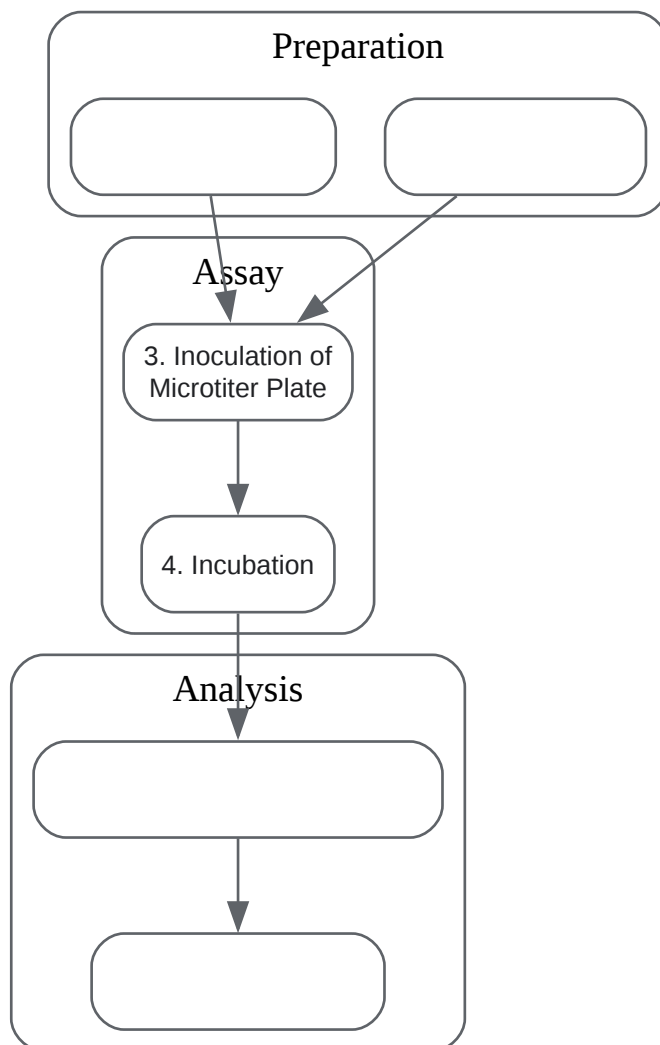 Preparation
Assay
3. Inoculation of
Microtiter Plate
4. Incubation
Analysis